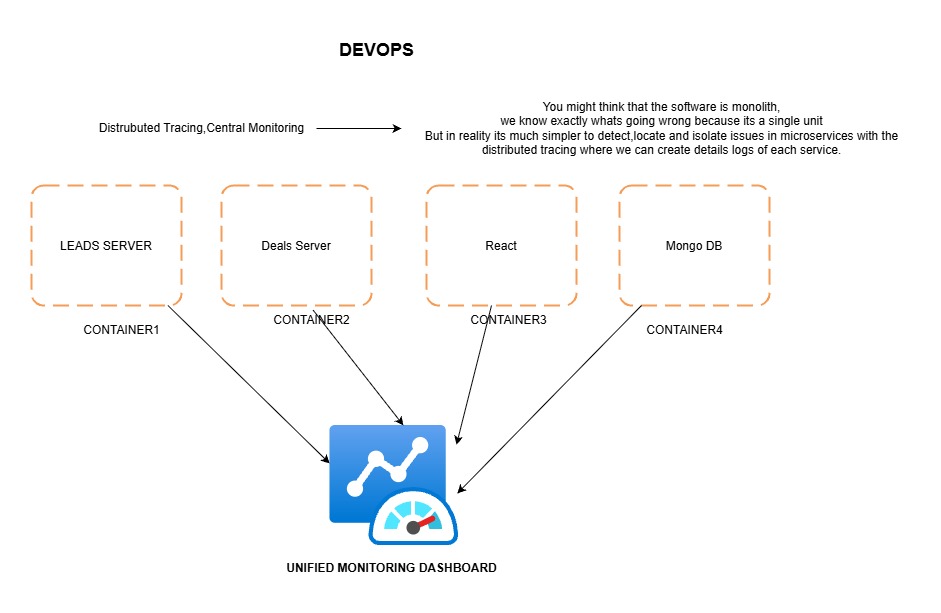 DEVOPS
Distrubuted Tracing,Central Monitoring
You might think that the software is monolith,
we know exactly whats going wrong because its a single unit
But in reality its much simpler to detect,locate and isolate issues in microservices with the
distributed tracing where we can create details logs of each service.
LEADS SERVER
Deals Server
React
Mongo DB
CONTAINER1
CONTAINER2
CONTAINER3
CONTAINER4
UNIFIED MONITORING DASHBOARD